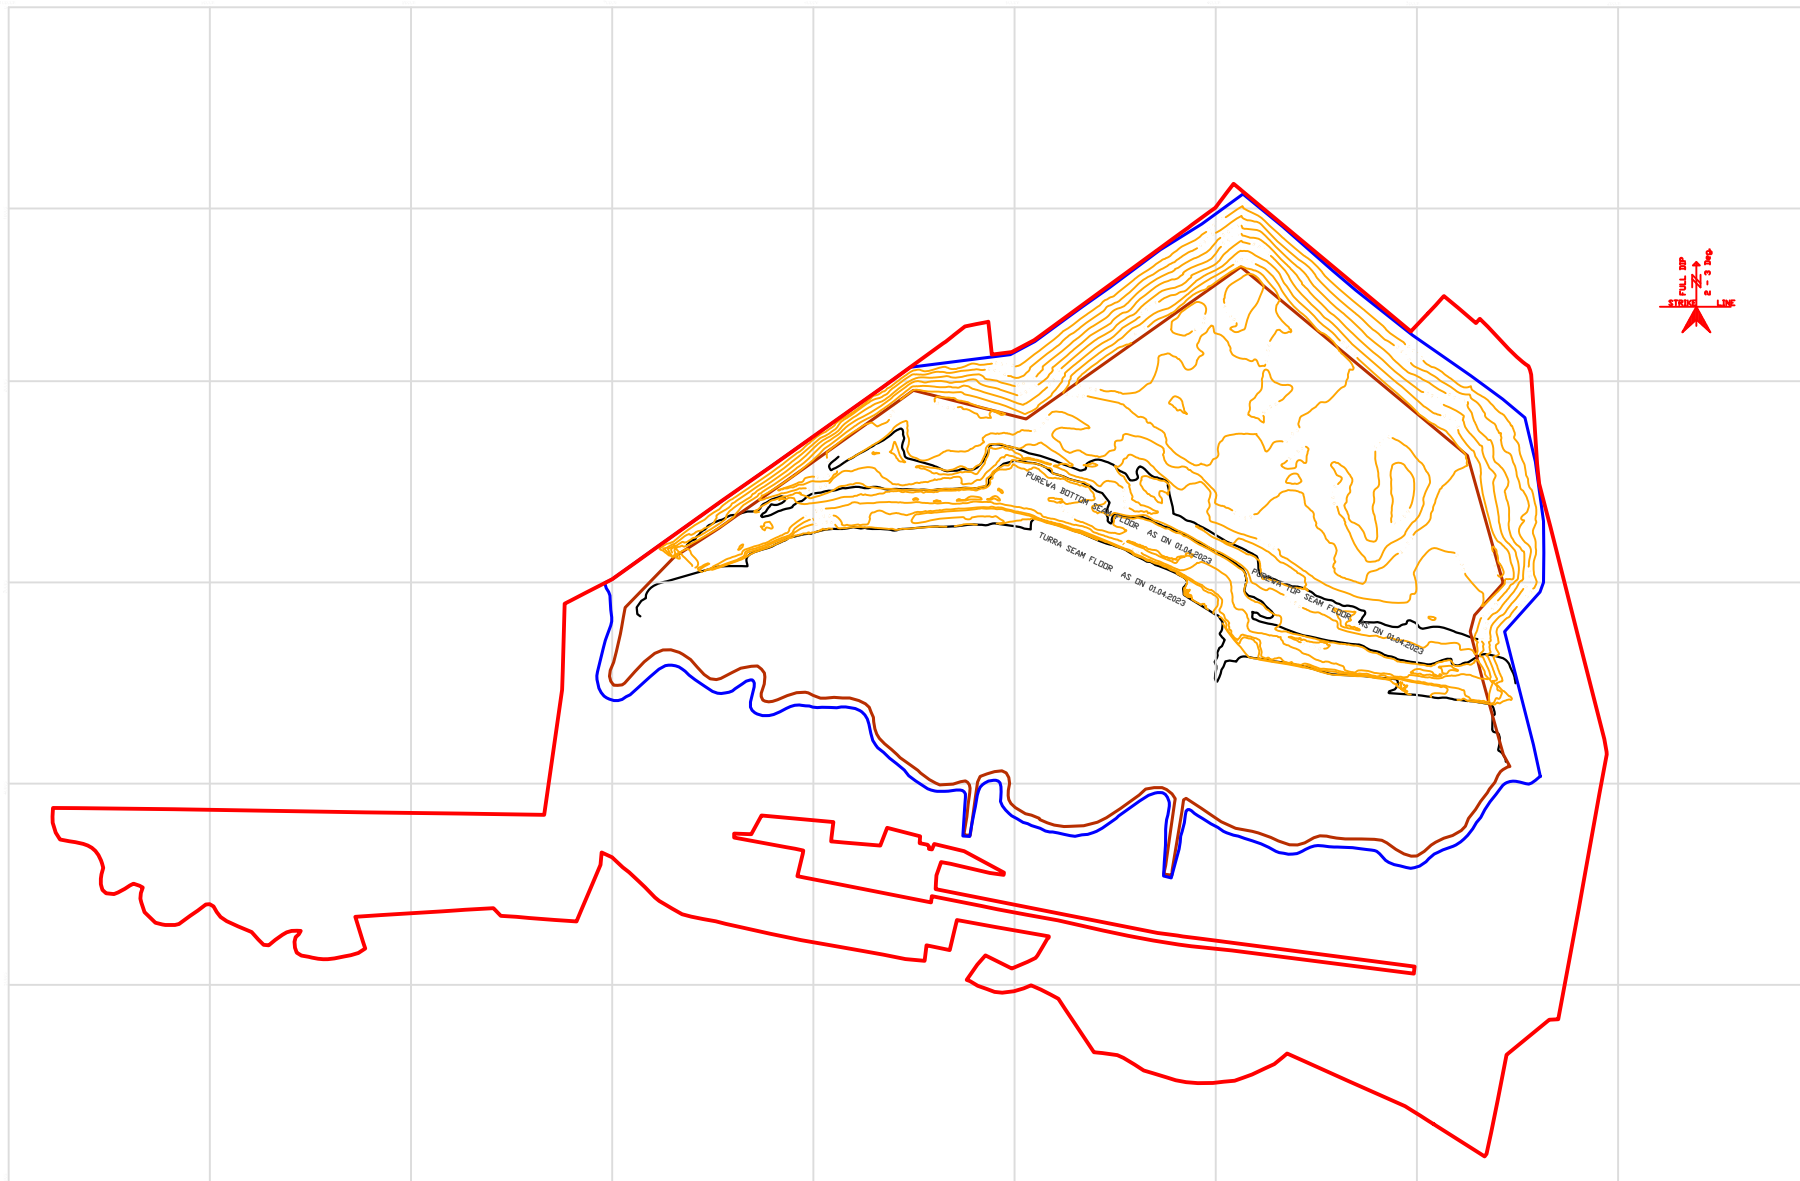 FULL DIP
2 - 3 Deg
N
STRIKE LINE
PUREWA BOTTOM SEAM FLOOR AS ON 01.04.2023
TURRA SEAM FLOOR AS ON 01.04.2023
PUREWA TOP SEAM FLOOR AS ON 01.04.2023